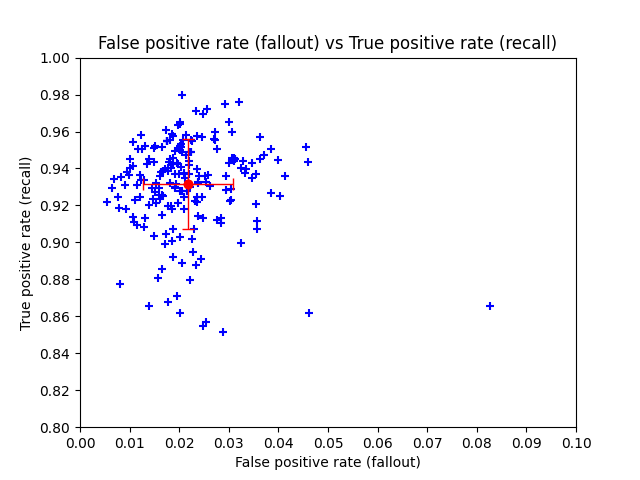 False positive rate (fallout) vs True positive rate (recall)
1.00
0.98
0.96
0.94
0.92
0.90
0.88
0.86
0.84
0.82
0.80
True positive rate (recall)
0.00 0.01 0.02 0.03 0.04 0.05 0.06 0.07 0.08 0.09 0.10
False positive rate (fallout)